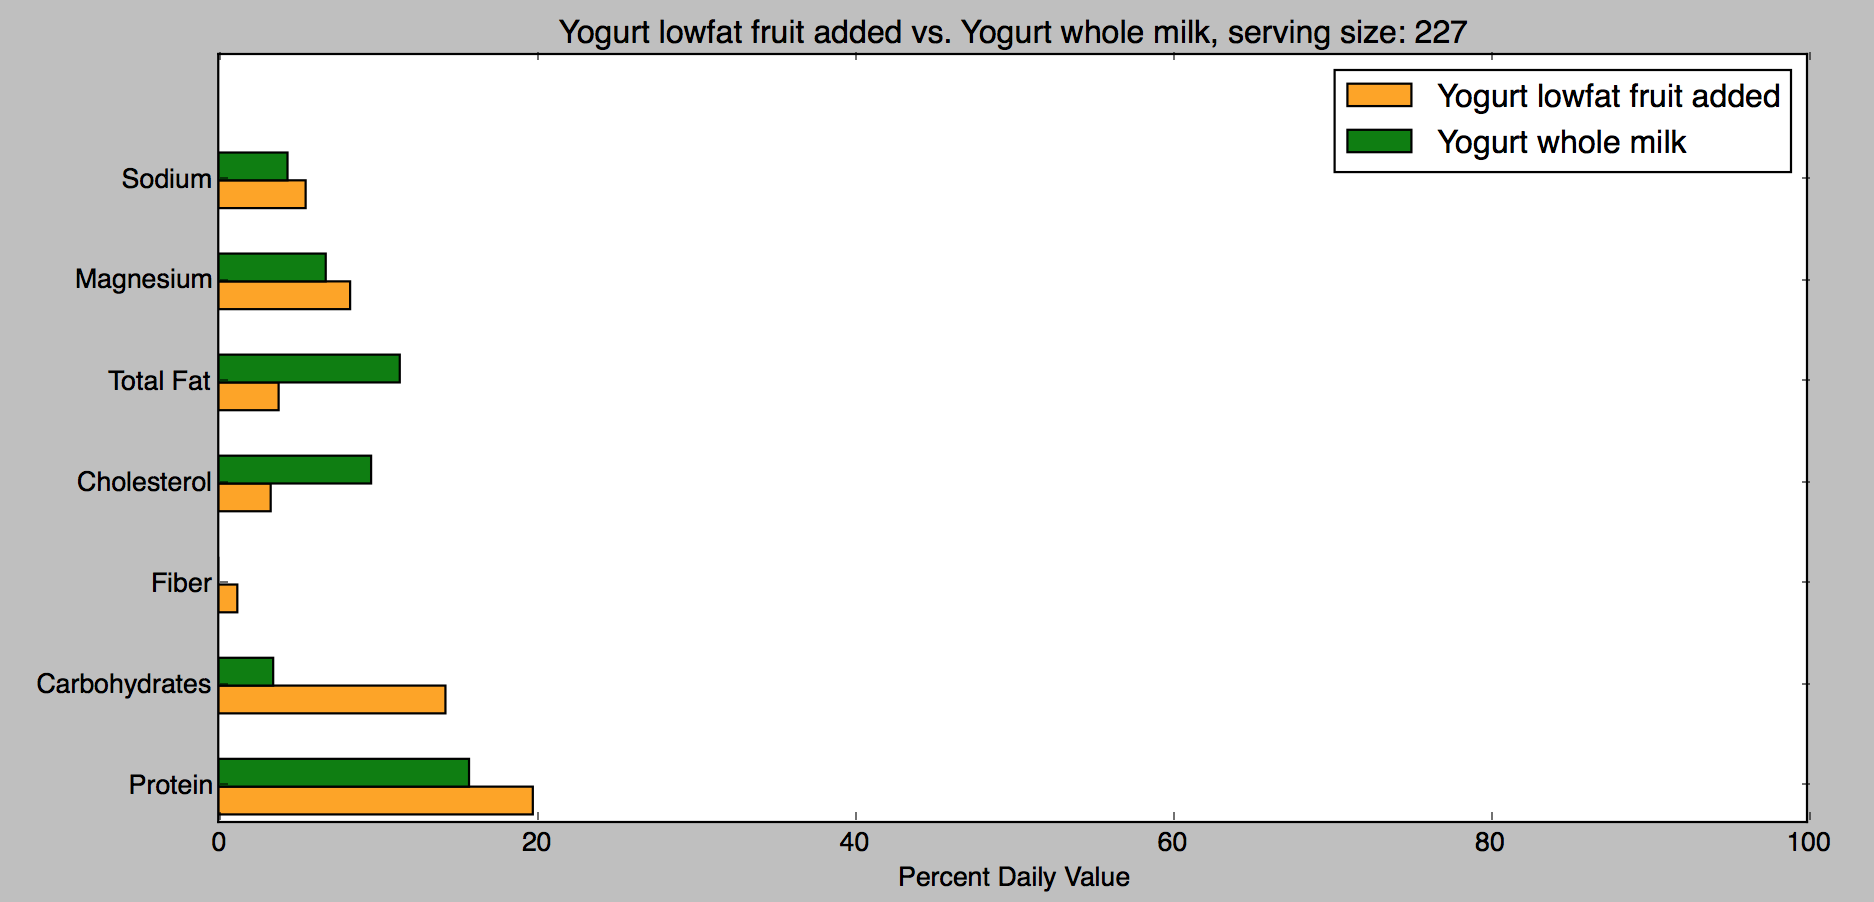 Yogurt lowfat fruit added vs. Yogurt whole milk, serving size: 227
Yogurt lowfat fruit added
Yogurt whole milk
Sodium
Magnesium
Total Fat
Cholesterol
Fiber
Carbohydrates
Protein
0 20 40 60 80 100
Percent Daily Value